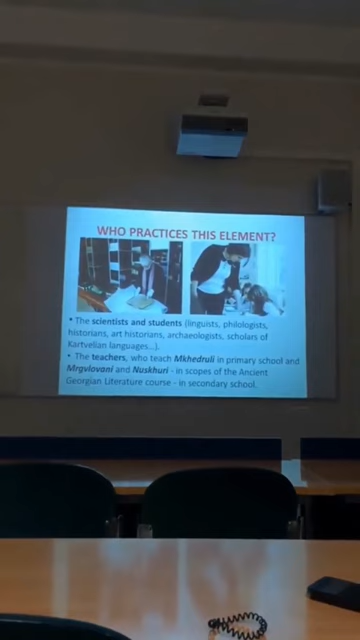 WHO PRACTICES THIS ELEMENT?
• The scientists and students (linguists, philologists,
historians, art historians, archaeologists, scholars of
Kartvelian languages...).
• The teachers, who teach Mkhedruli in primary school and
Mrgvlovani and Nuskhuri - in scopes of the Ancient
Georgian Literature course - in secondary school.